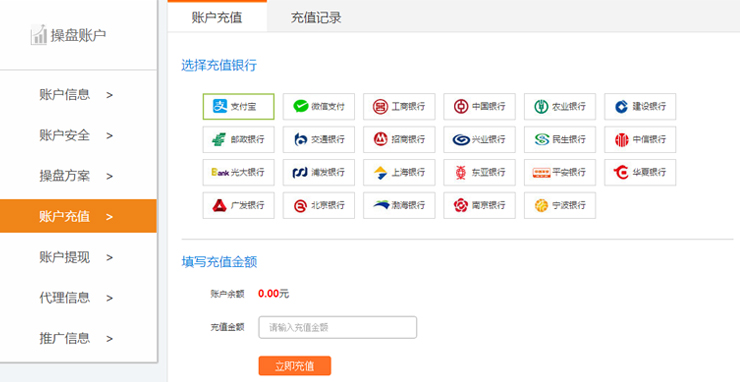 操盘账户
账户信息 >
账户安全 >
操盘方案 >
账户充值 >
账户提现 >
代理信息 >
推广信息 >
账户充值 充值记录
选择充值银行
支付宝 微信支付 工商银行 中国银行 农业银行 建设银行
邮政银行 交通银行 招商银行 兴业银行 民生银行 中信银行
Bank 光大银行 浦发银行 上海银行 东亚银行 平安银行 华夏银行
广发银行 北京银行 渤海银行 南京银行 宁波银行
填写充值金额
账户余额 0.00元
充值金额 请输入充值金额
立即充值